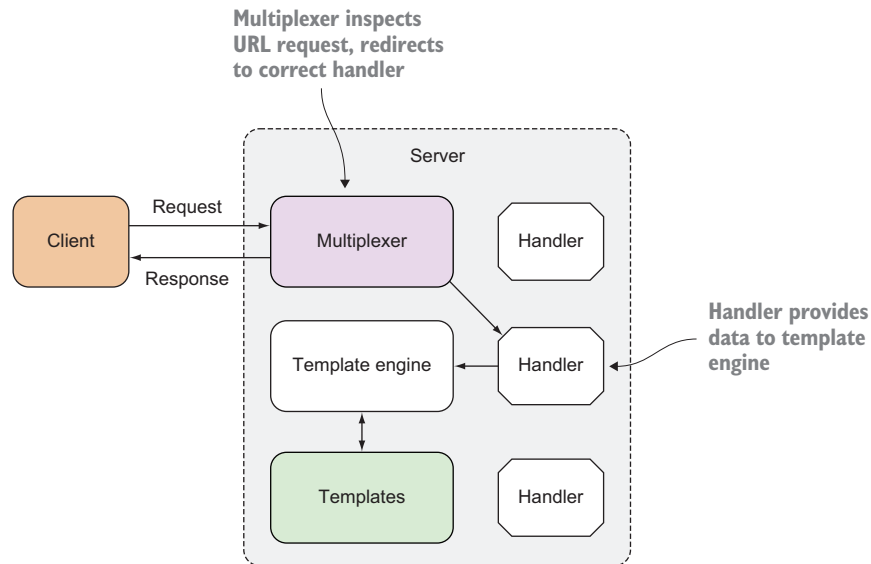 Multiplexer inspects
URL request, redirects
to correct handler
Server
Client
Request
Response
Multiplexer
Handler
Template engine
Handler
Handler provides
data to template
engine
Templates
Handler